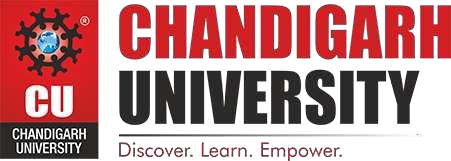 ®
CU
CHANDIGARH
UNIVERSITY
CHANDIGARH
UNIVERSITY
Discover. Learn. Empower.